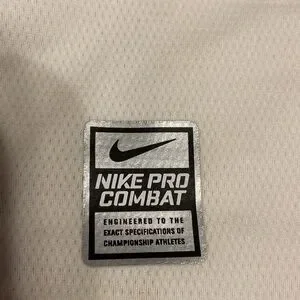 NIKE PRO
COMBAT
ENGINEERED TO THE
EXACT SPECIFICATIONS OF
CHAMPIONSHIP ATHLETES